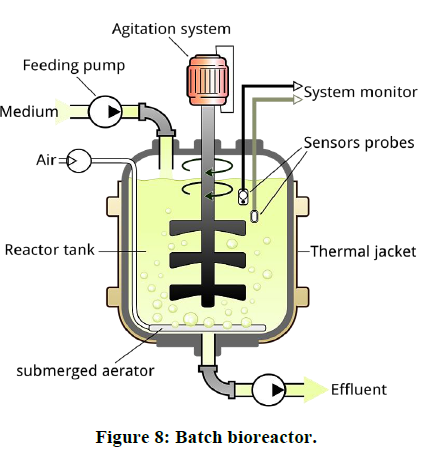 Agitation system
Feeding pump
Medium
System monitor
Sensors probes
Air
Reactor tank
Thermal jacket
submerged aerator
Effluent
Figure 8: Batch bioreactor.